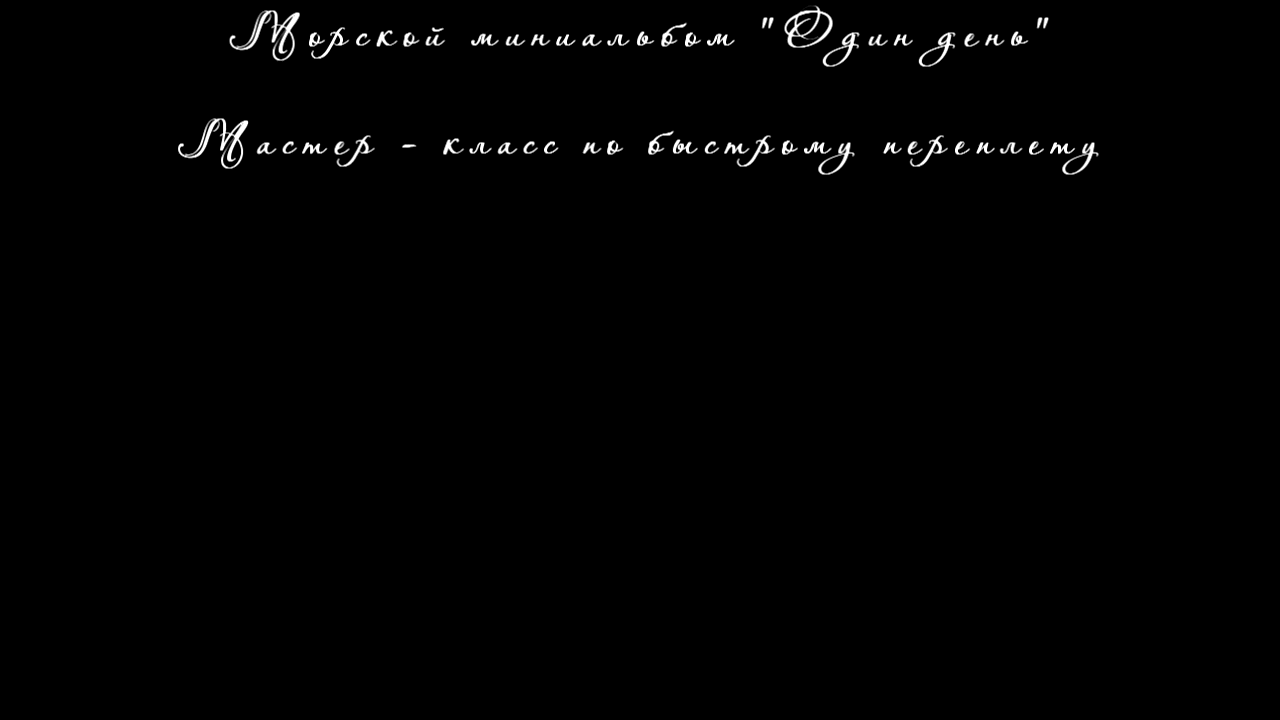 Морской миниальбом "Один день"
Мастер - класс по быстрому переплету